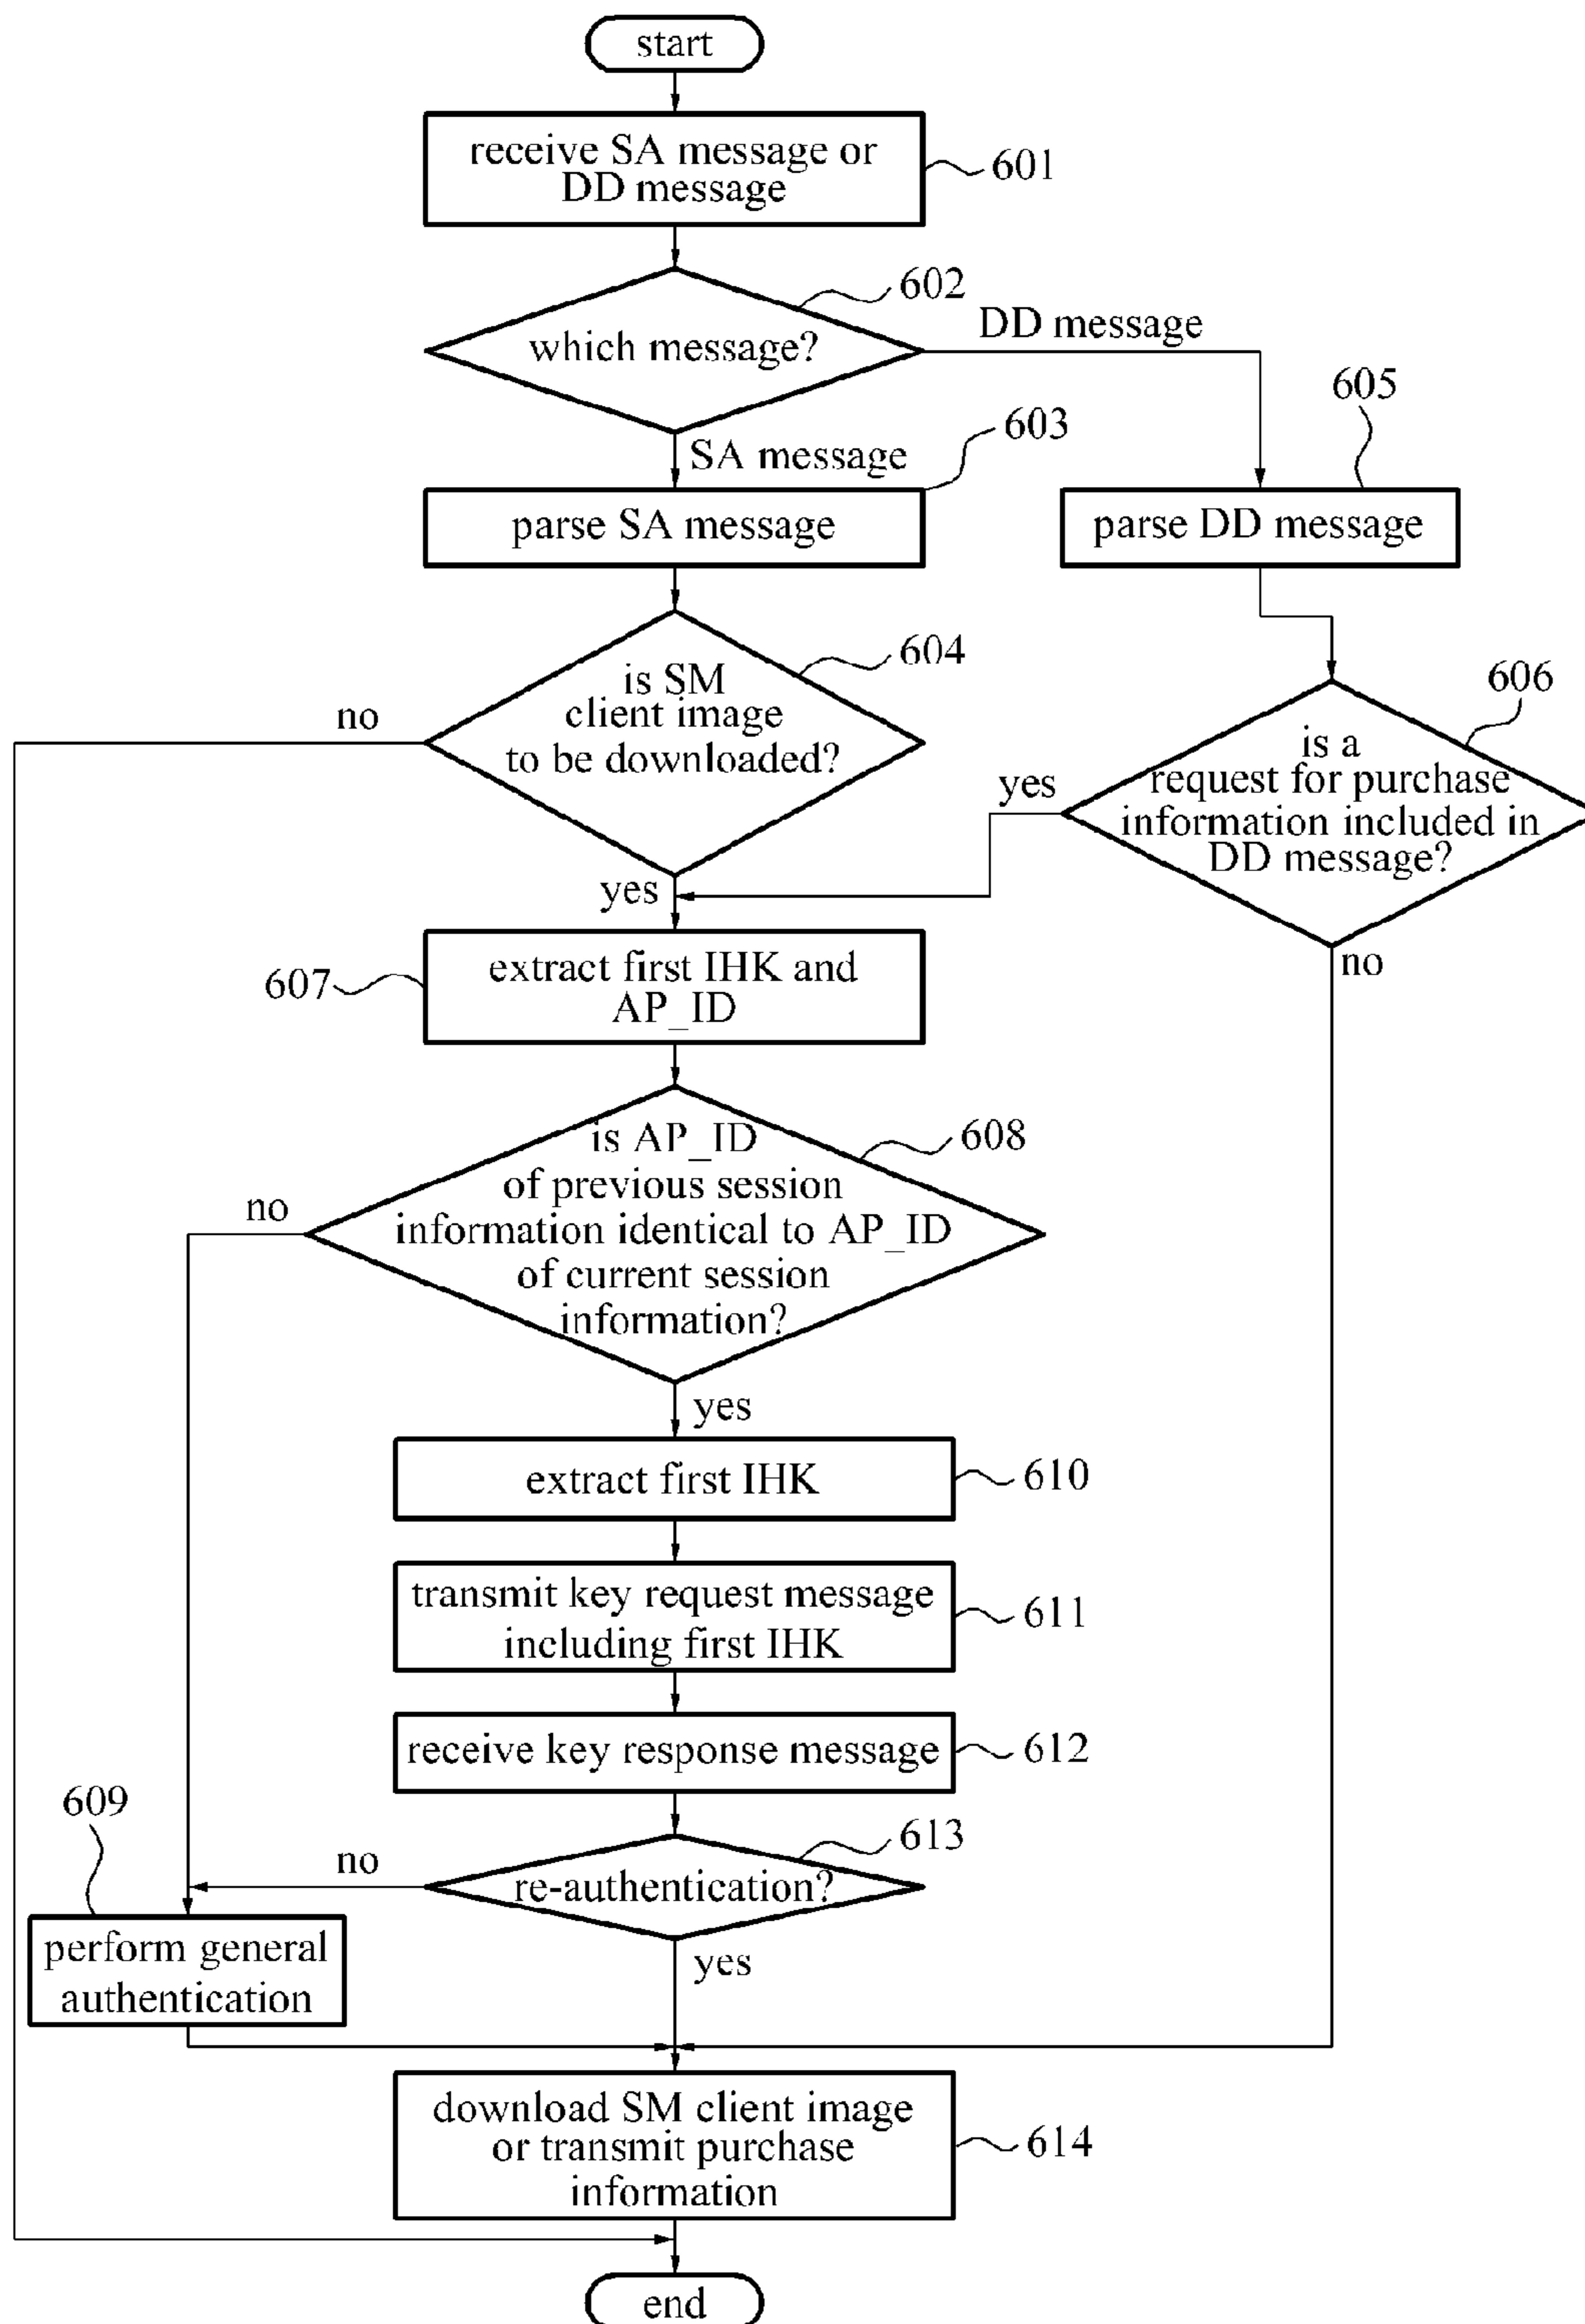 start
receive SA message or
DD message
601
602
which message?
DD message
SA message
603
605
parse SA message
parse DD message
604
is SM
client image
to be downloaded?
no
yes
606
is a
request for purchase
information included in
DD message?
yes
no
607
extract first IHK and
AP_ID
608
is AP_ID
of previous session
information identical to AP_ID
of current session
information?
no
yes
extract first IHK
610
transmit key request message
including first IHK
611
receive key response message
612
609
613
re-authentication?
no
yes
perform general
authentication
download SM client image
or transmit purchase
information
614
end